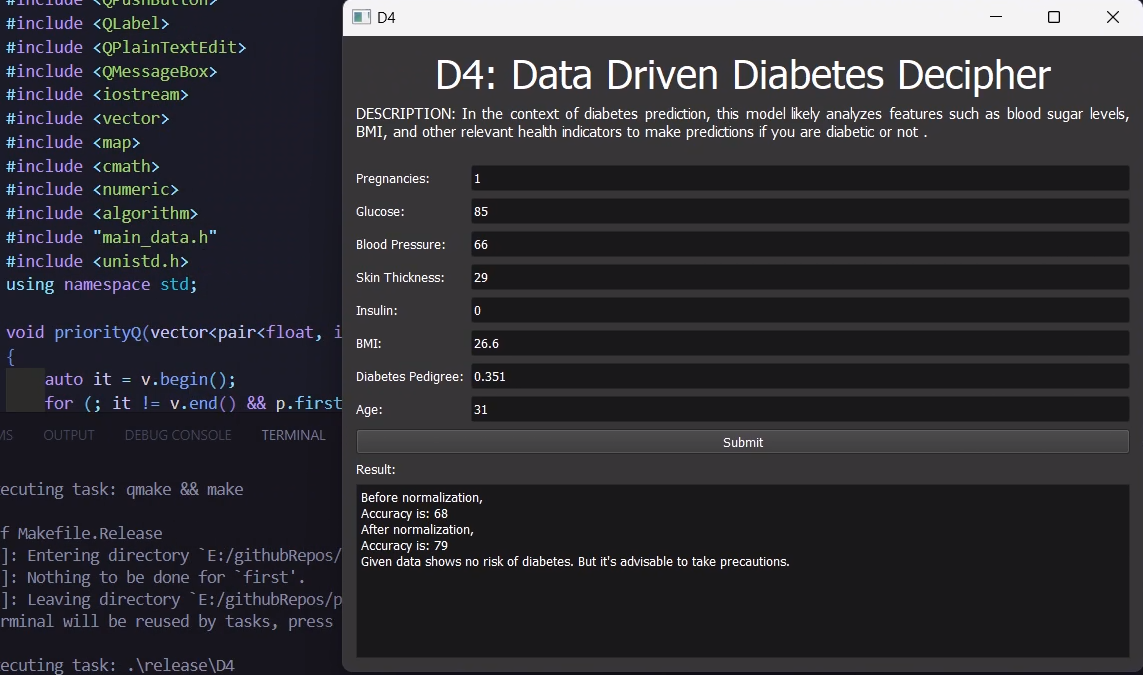 #include <QPushButton>
#include <QLabel>
#include <QPlainTextEdit>
#include <QMessageBox>
#include <iostream>
#include <vector>
#include <map>
#include <cmath>
#include <numeric>
#include <algorithm>
#include "main_data.h"
#include <unistd.h>
using namespace std;
void priorityQ(vector<pair<float, i
{
auto it = v.begin();
for (; it != v.end() && p.first
MS OUTPUT DEBUG CONSOLE TERMINAL
ecuting task: qmake && make
f Makefile.Release
]: Entering directory `E:/githubRepos/
]: Nothing to be done for `first'.
]: Leaving directory `E:/githubRepos/p
rminal will be reused by tasks, press
ecuting task: .\release\D4
D4
D4: Data Driven Diabetes Decipher
DESCRIPTION: In the context of diabetes prediction, this model likely analyzes features such as blood sugar levels,
BMI, and other relevant health indicators to make predictions if you are diabetic or not .
Pregnancies: 1
Glucose: 85
Blood Pressure: 66
Skin Thickness: 29
Insulin: 0
BMI: 26.6
Diabetes Pedigree: 0.351
Age: 31
Submit
Result:
Before normalization,
Accuracy is: 68
After normalization,
Accuracy is: 79
Given data shows no risk of diabetes. But it's advisable to take precautions.